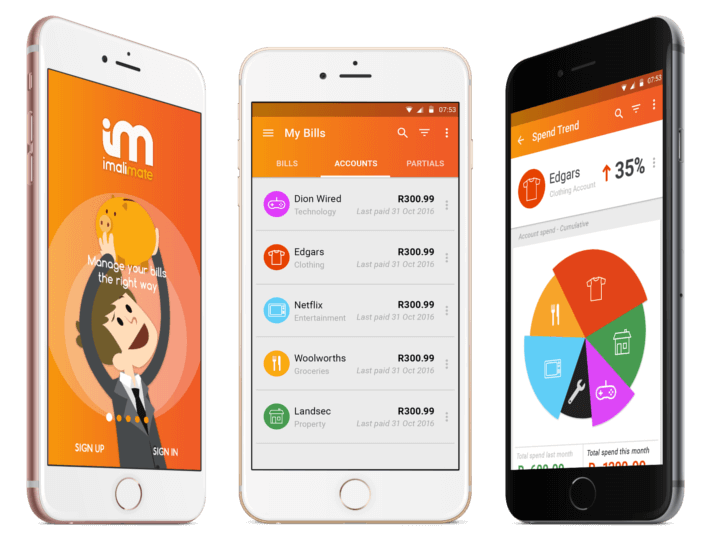 im
imalimate
Manage your bills
the right way
SIGN UP
SIGN IN
07:53
My Bills
BILLS
ACCOUNTS
PARTIALS
Dion Wired
R300.99
Technology
Last paid 31 Oct 2016
Edgars
R300.99
Clothing
Last paid 31 Oct 2016
Netflix
R300.99
Entertainment
Last paid 31 Oct 2016
Woolworths
R300.99
Groceries
Last paid 31 Oct 2016
Landsec
R300.99
Property
Last paid 31 Oct 2016
07:53
Spend Trend
Edgars
35%
Clothing Account
Account spend - Cumulative
Total spend last month
Total spend this month